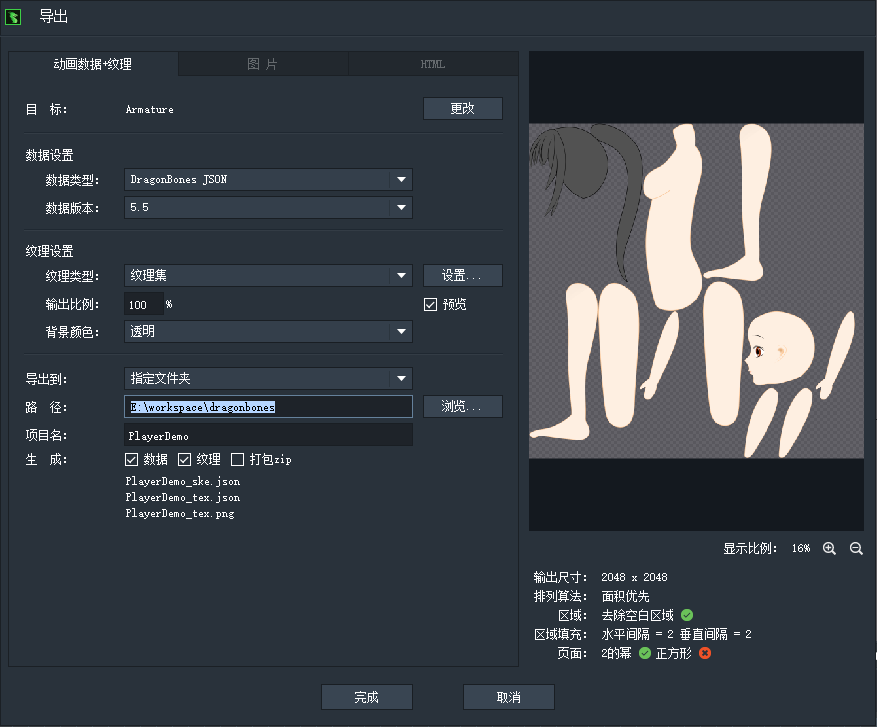 导出
动画数据+纹理 图 片 HTML
目 标: Armature 更改
数据设置
数据类型: DragonBones JSON
数据版本: 5.5
纹理设置
纹理类型: 纹理集 设置...
输出比例: 100 % 预览
背景颜色: 透明
导出到: 指定文件夹
路 径: E:\workspace\dragonbones 浏览...
项目名: PlayerDemo
生 成: 数据 纹理 打包zip
PlayerDemo_ske.json
PlayerDemo_tex.json
PlayerDemo_tex.png
显示比例: 16%
输出尺寸: 2048 x 2048
排列算法: 面积优先
区域: 去除空白区域
区域填充: 水平间隔 = 2 垂直间隔 = 2
页面: 2的幂 正方形
完成 取消